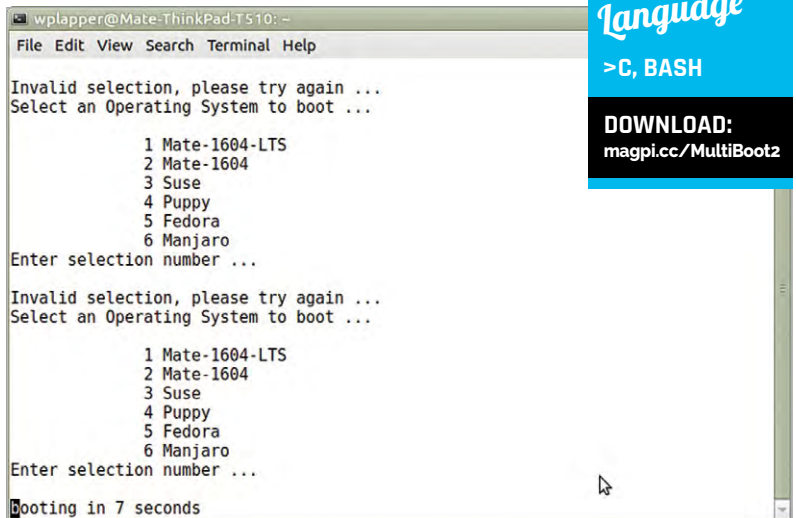 wplapper@Mate-ThinkPad-T510: ~
File Edit View Search Terminal Help
Invalid selection, please try again ...
Select an Operating System to boot ...
1 Mate-1604-LTS
2 Mate-1604
3 Suse
4 Puppy
5 Fedora
6 Manjaro
Enter selection number ...
Invalid selection, please try again ...
Select an Operating System to boot ...
1 Mate-1604-LTS
2 Mate-1604
3 Suse
4 Puppy
5 Fedora
6 Manjaro
Enter selection number ...
booting in 7 seconds
Language
>C, BASH
DOWNLOAD:
magpi.cc/MultiBoot2